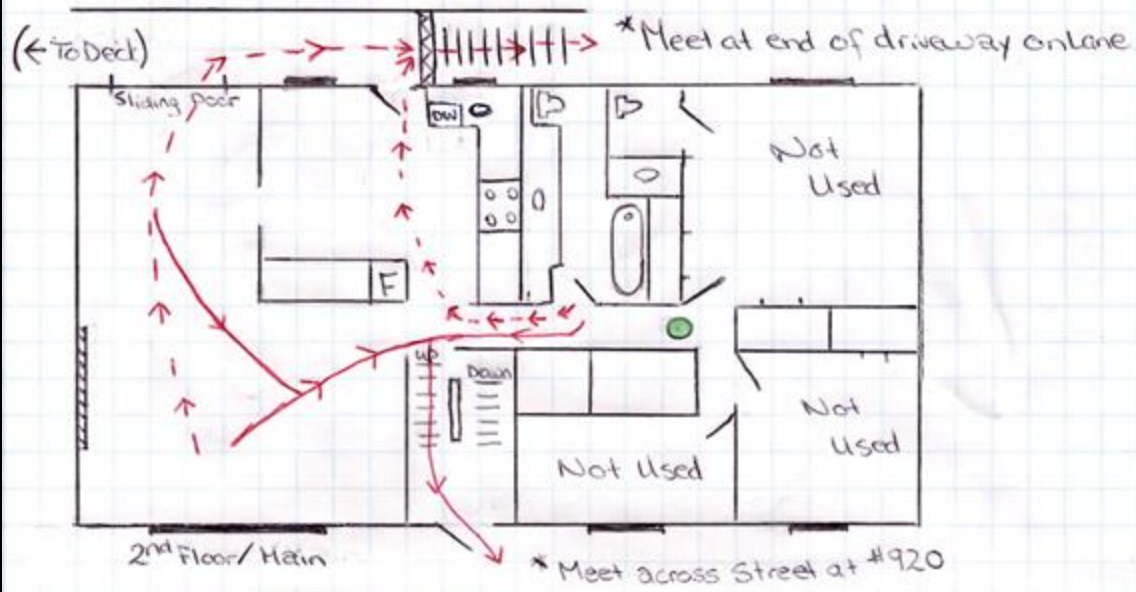 (← To Deck)
*Meet at end of driveway on Lane
Sliding Door
DW
Not
Used
F
up
Down
Not
Used
Not Used
2nd Floor/Main
*Meet across Street at #920